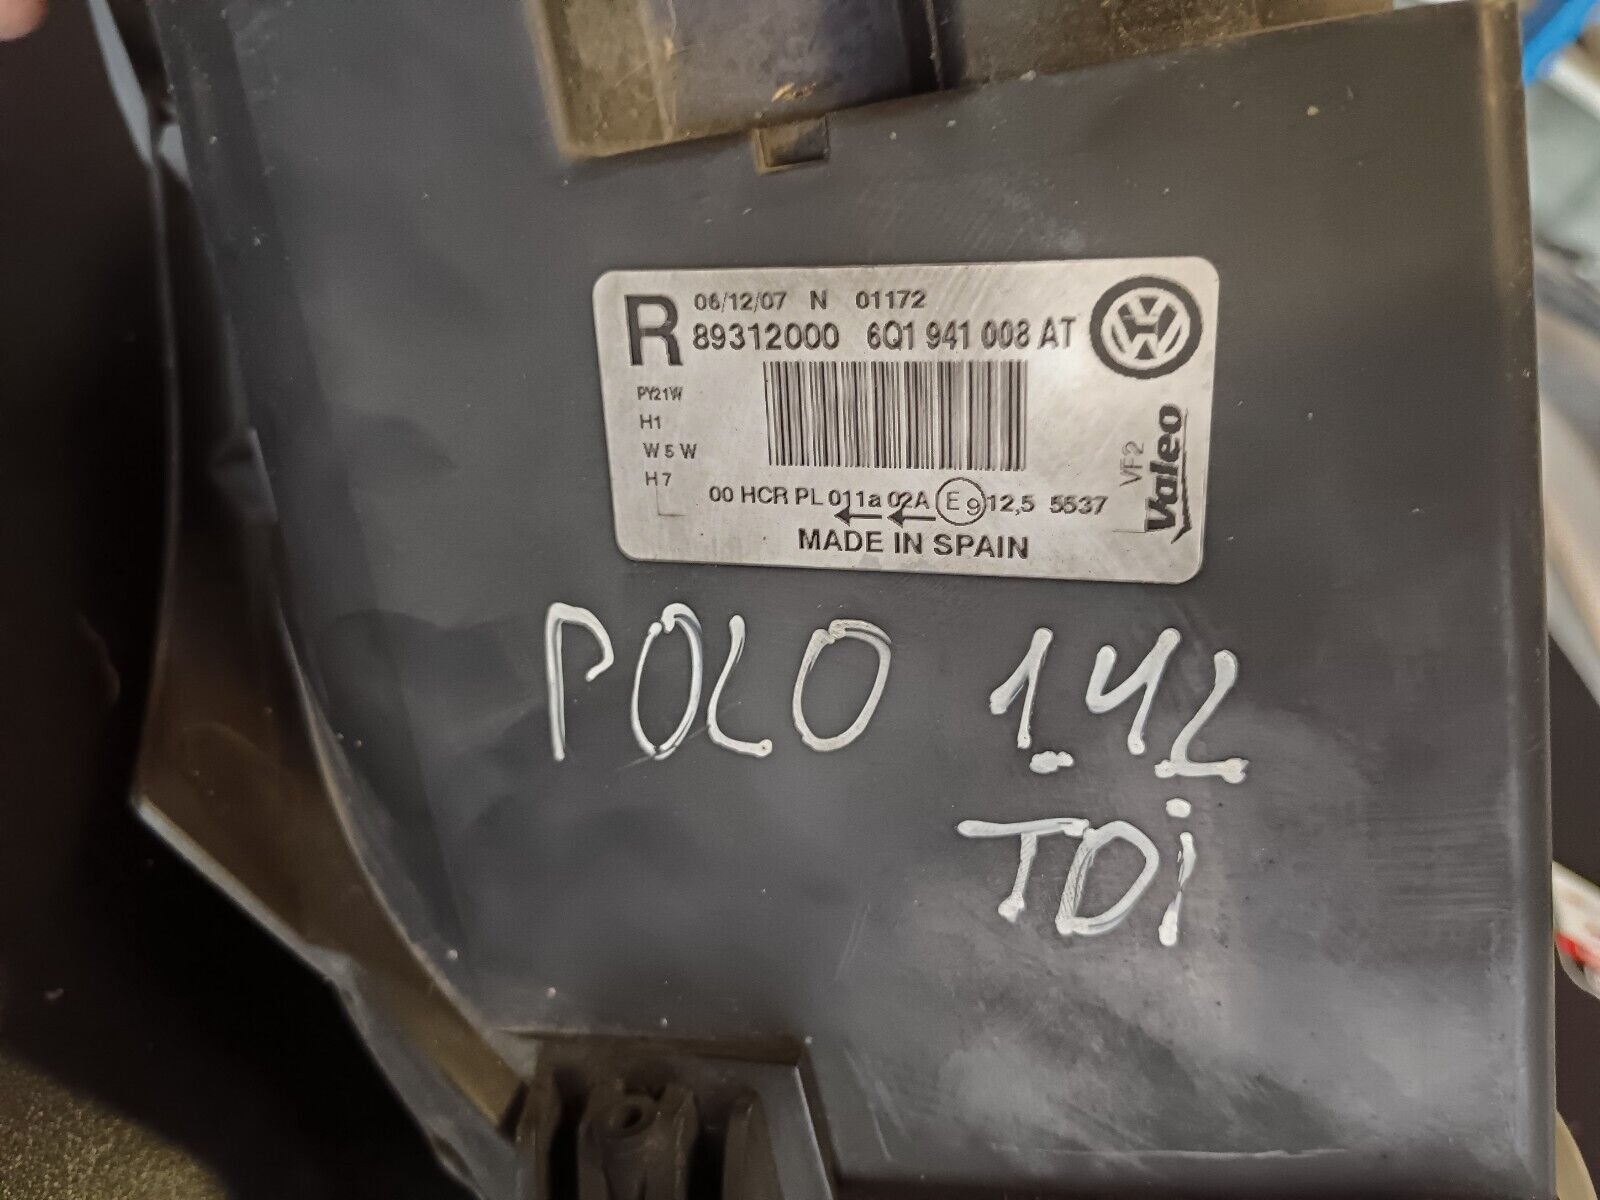 R
06/12/07 N 01172
89312000 6Q1 941 008 AT
PY21W
H1
W5W
H7
00 HCR PL 011a 02A E9 12,5 5537
MADE IN SPAIN
VF2
Valeo
POLO 1.4L
TDi